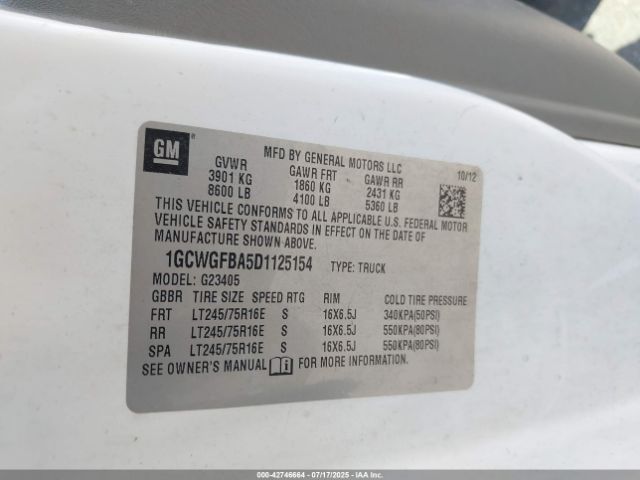 GM
MFD BY GENERAL MOTORS LLC
10/12
GVWR GAWR FRT GAWR RR
3901 KG 1860 KG 2431 KG
8600 LB 4100 LB 5360 LB
THIS VEHICLE CONFORMS TO ALL APPLICABLE U.S. FEDERAL MOTOR
VEHICLE SAFETY STANDARDS IN EFFECT ON THE DATE OF
MANUFACTURE SHOWN ABOVE.
1GCWGFBA5D1125154 TYPE: TRUCK
MODEL: G23405
GBBR TIRE SIZE SPEED RTG RIM COLD TIRE PRESSURE
FRT LT245/75R16E S 16X6.5J 340KPA(50PSI)
RR LT245/75R16E S 16X6.5J 550KPA(80PSI)
SPA LT245/75R16E S 16X6.5J 550KPA(80PSI)
SEE OWNER'S MANUAL FOR MORE INFORMATION.
000-42746664 / 07/17/2025 / COPYRIGHT IAA, LLC.